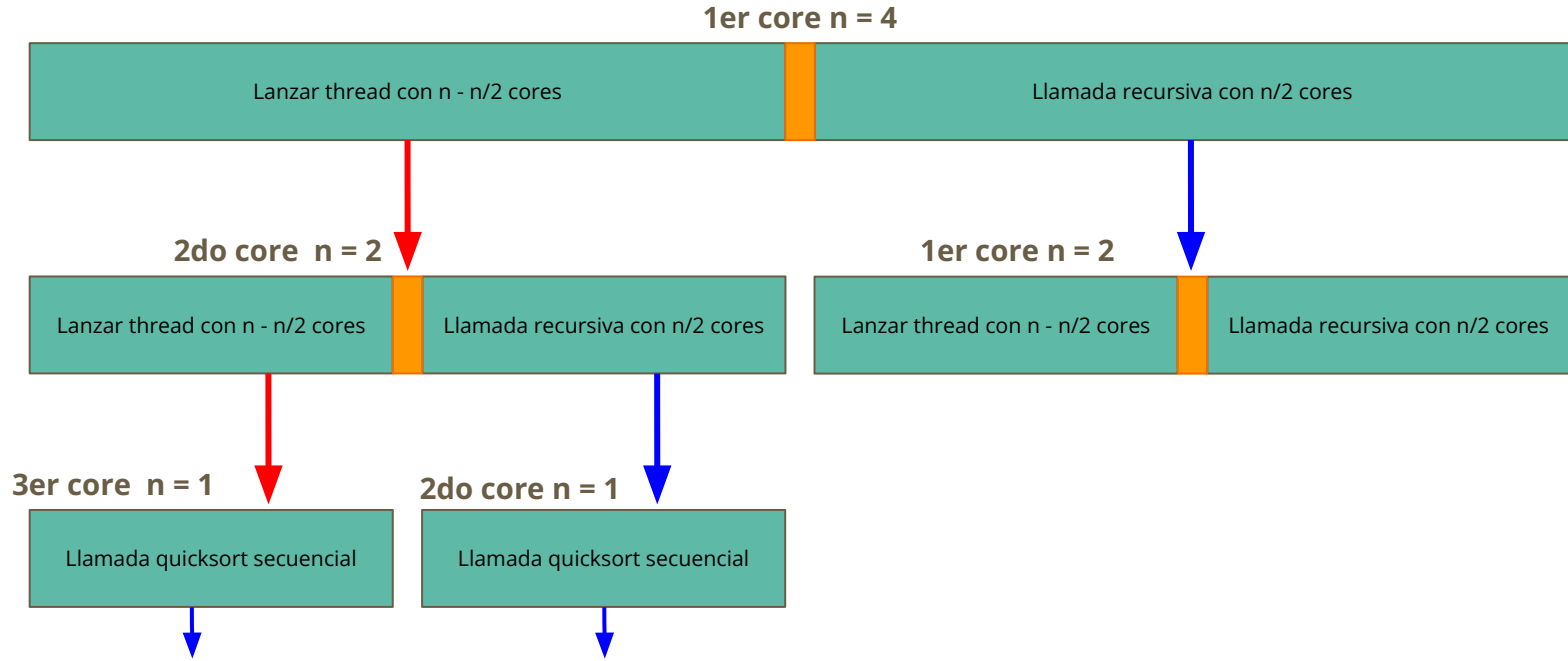 1er core n = 4
Lanzar thread con n - n/2 cores
Llamada recursiva con n/2 cores
2do core  n = 2
1er core n = 2
Lanzar thread con n - n/2 cores
Llamada recursiva con n/2 cores
Lanzar thread con n - n/2 cores
Llamada recursiva con n/2 cores
3er core  n = 1
2do core n = 1
Llamada quicksort secuencial
Llamada quicksort secuencial